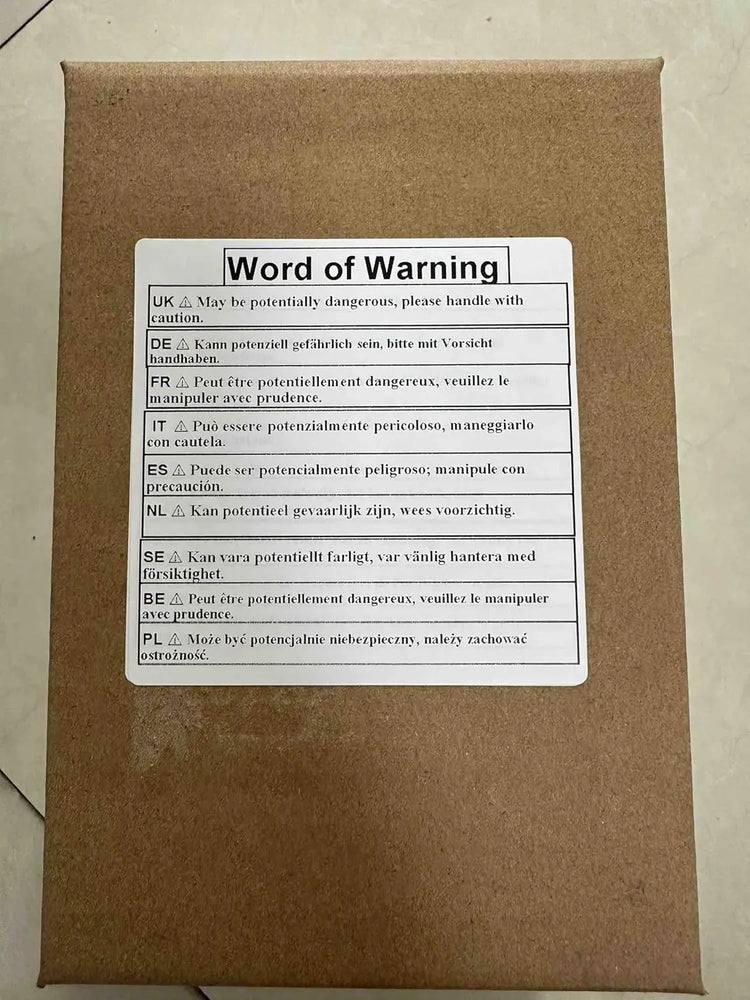 Word of Warning
UK ⚠ May be potentially dangerous, please handle with
caution.
DE ⚠ Kann potenziell gefährlich sein, bitte mit Vorsicht
handhaben.
FR ⚠ Peut être potentiellement dangereux, veuillez le
manipuler avec prudence.
IT ⚠ Può essere potenzialmente pericoloso, maneggiarlo
con cautela.
ES ⚠ Puede ser potencialmente peligroso; manipule con
precaución.
NL ⚠ Kan potentieel gevaarlijk zijn, wees voorzichtig.
SE ⚠ Kan vara potentiellt farligt, var vänlig hantera med
försiktighet.
BE ⚠ Peut être potentiellement dangereux, veuillez le manipuler
avec prudence.
PL ⚠ Może być potencjalnie niebezpieczny, należy zachować
ostrożność.